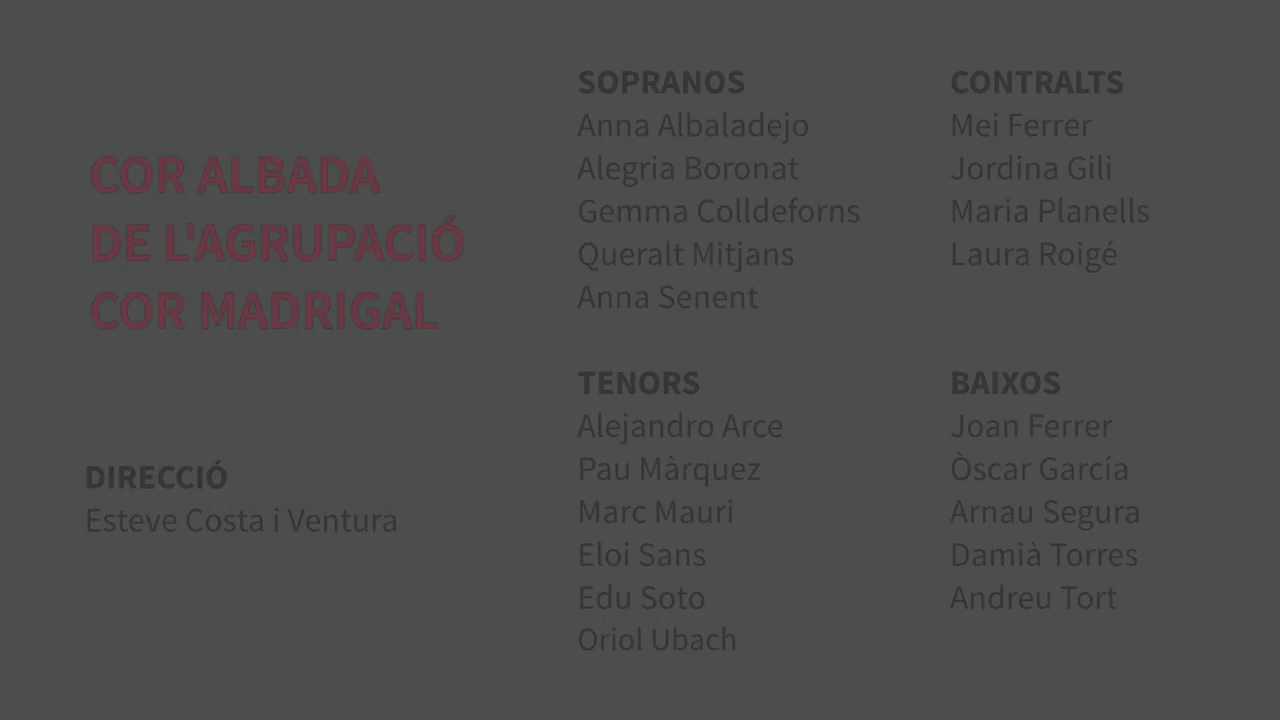 COR ALBADA
DE L'AGRUPACIÓ
COR MADRIGAL
DIRECCIÓ
Esteve Costa i Ventura
SOPRANOS
Anna Albaladejo
Alegria Boronat
Gemma Colldeforns
Queralt Mitjans
Anna Senent
CONTRALTS
Mei Ferrer
Jordina Gili
Maria Planells
Laura Roigé
TENORS
Alejandro Arce
Pau Màrquez
Marc Mauri
Eloi Sans
Edu Soto
Oriol Ubach
BAIXOS
Joan Ferrer
Òscar García
Arnau Segura
Damià Torres
Andreu Tort